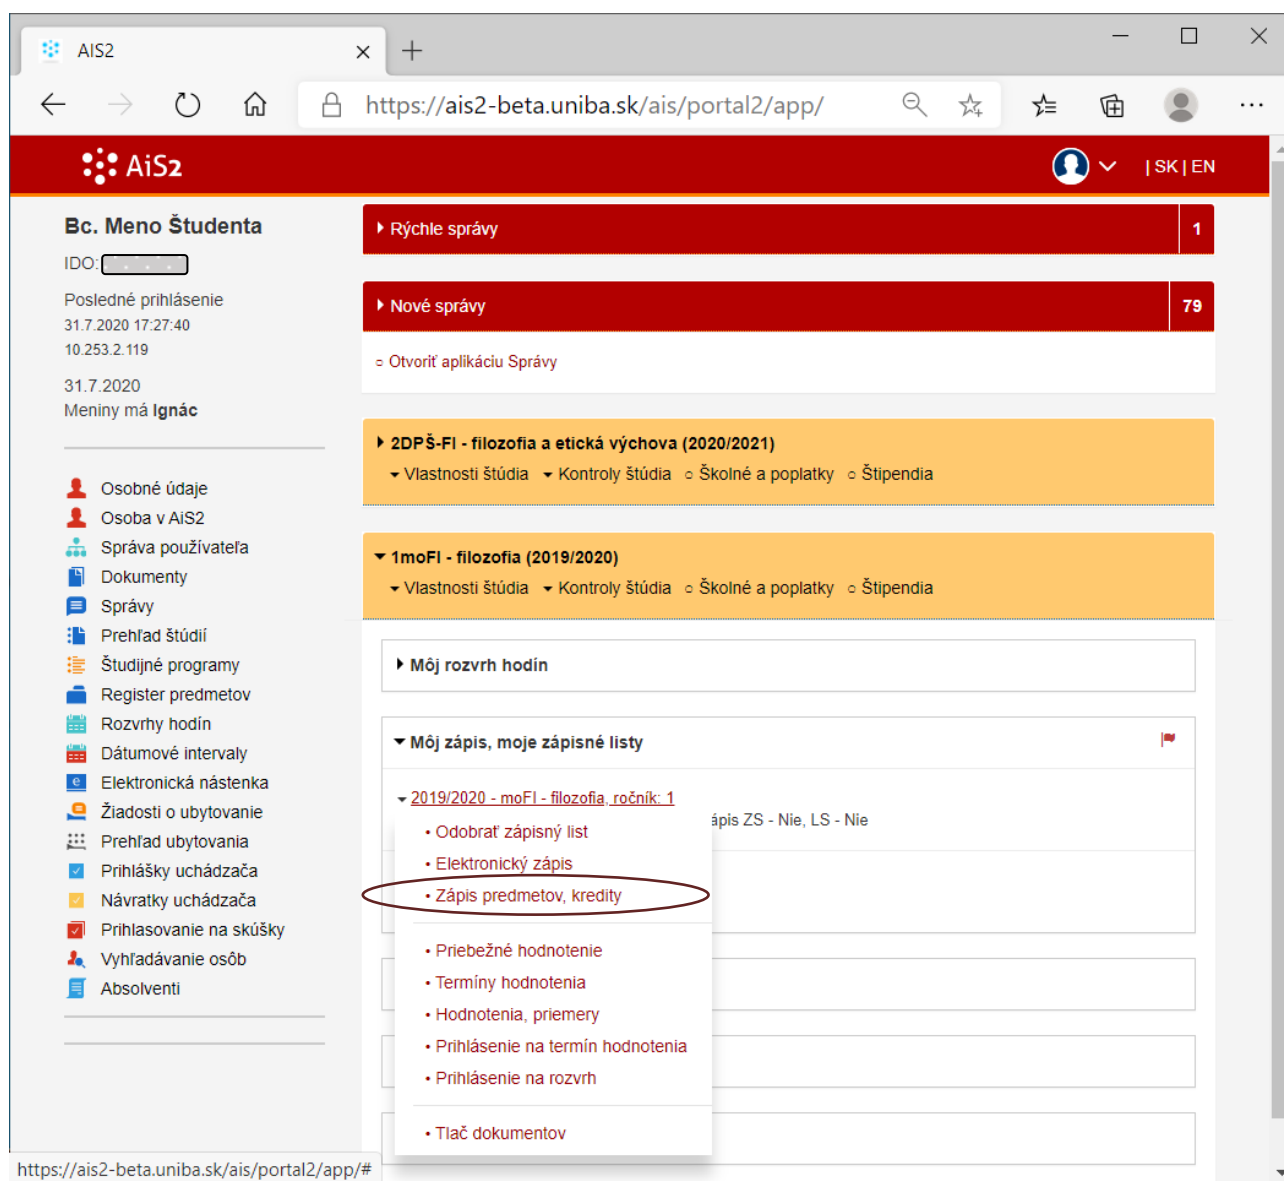 AIS2
https://ais2-beta.uniba.sk/ais/portal2/app/
AiS2
| SK | EN
Bc. Meno Študenta
IDO:
Posledné prihlásenie
31.7.2020 17:27:40
10.253.2.119
31.7.2020
Meniny má Ignác
Osobné údaje
Osoba v AiS2
Správa používateľa
Dokumenty
Správy
Prehľad štúdií
Študijné programy
Register predmetov
Rozvrhy hodín
Dátumové intervaly
Elektronická nástenka
Žiadosti o ubytovanie
Prehľad ubytovania
Prihlášky uchádzača
Návratky uchádzača
Prihlasovanie na skúšky
Vyhľadávanie osôb
Absolventi
Rýchle správy 1
Nové správy 79
Otvoriť aplikáciu Správy
2DPŠ-FI - filozofia a etická výchova (2020/2021)
Vlastnosti štúdia Kontroly štúdia Školné a poplatky Štipendia
1moFI - filozofia (2019/2020)
Vlastnosti štúdia Kontroly štúdia Školné a poplatky Štipendia
Môj rozvrh hodín
Môj zápis, moje zápisné listy
2019/2020 - moFI - filozofia, ročník: 1
ápis ZS - Nie, LS - Nie
• Odobrať zápisný list
• Elektronický zápis
• Zápis predmetov, kredity
• Priebežné hodnotenie
• Termíny hodnotenia
• Hodnotenia, priemery
• Prihlásenie na termín hodnotenia
• Prihlásenie na rozvrh
• Tlač dokumentov
https://ais2-beta.uniba.sk/ais/portal2/app/#